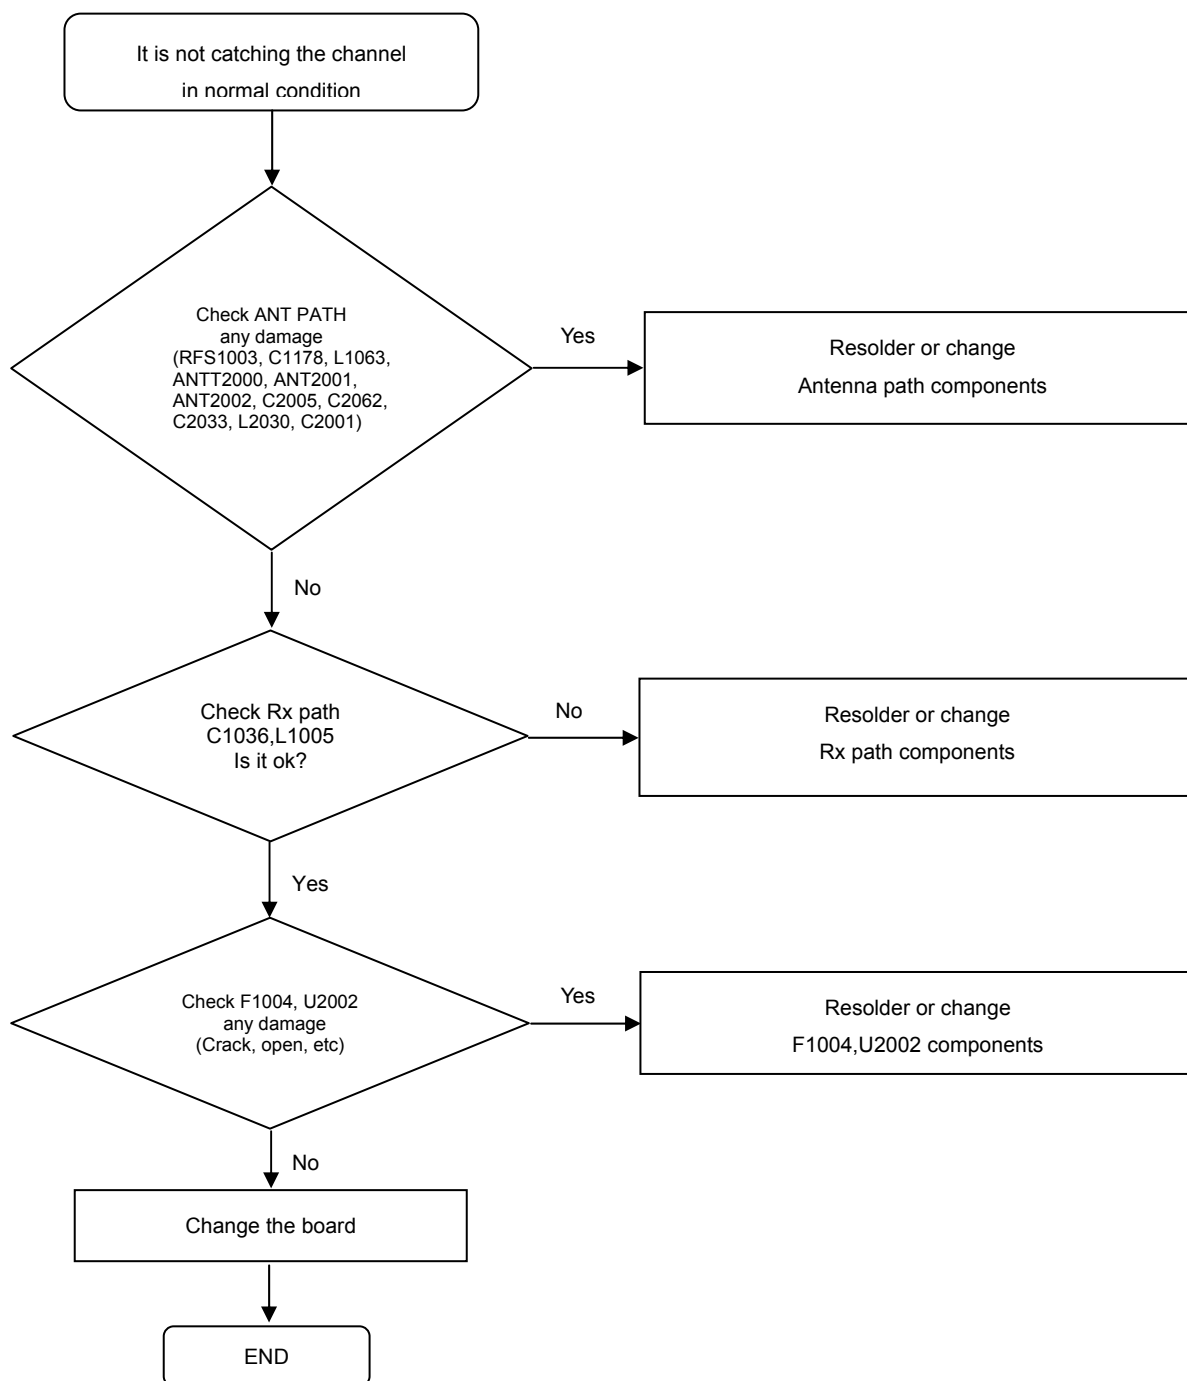 It is not catching the channel
in normal condition
Check ANT PATH
any damage
(RFS1003, C1178, L1063,
ANTT2000, ANT2001,
ANT2002, C2005, C2062,
C2033, L2030, C2001)
Yes
Resolder or change
Antenna path components
No
Check Rx path
C1036,L1005
Is it ok?
No
Resolder or change
Rx path components
Yes
Check F1004, U2002
any damage
(Crack, open, etc)
Yes
Resolder or change
F1004,U2002 components
No
Change the board
END